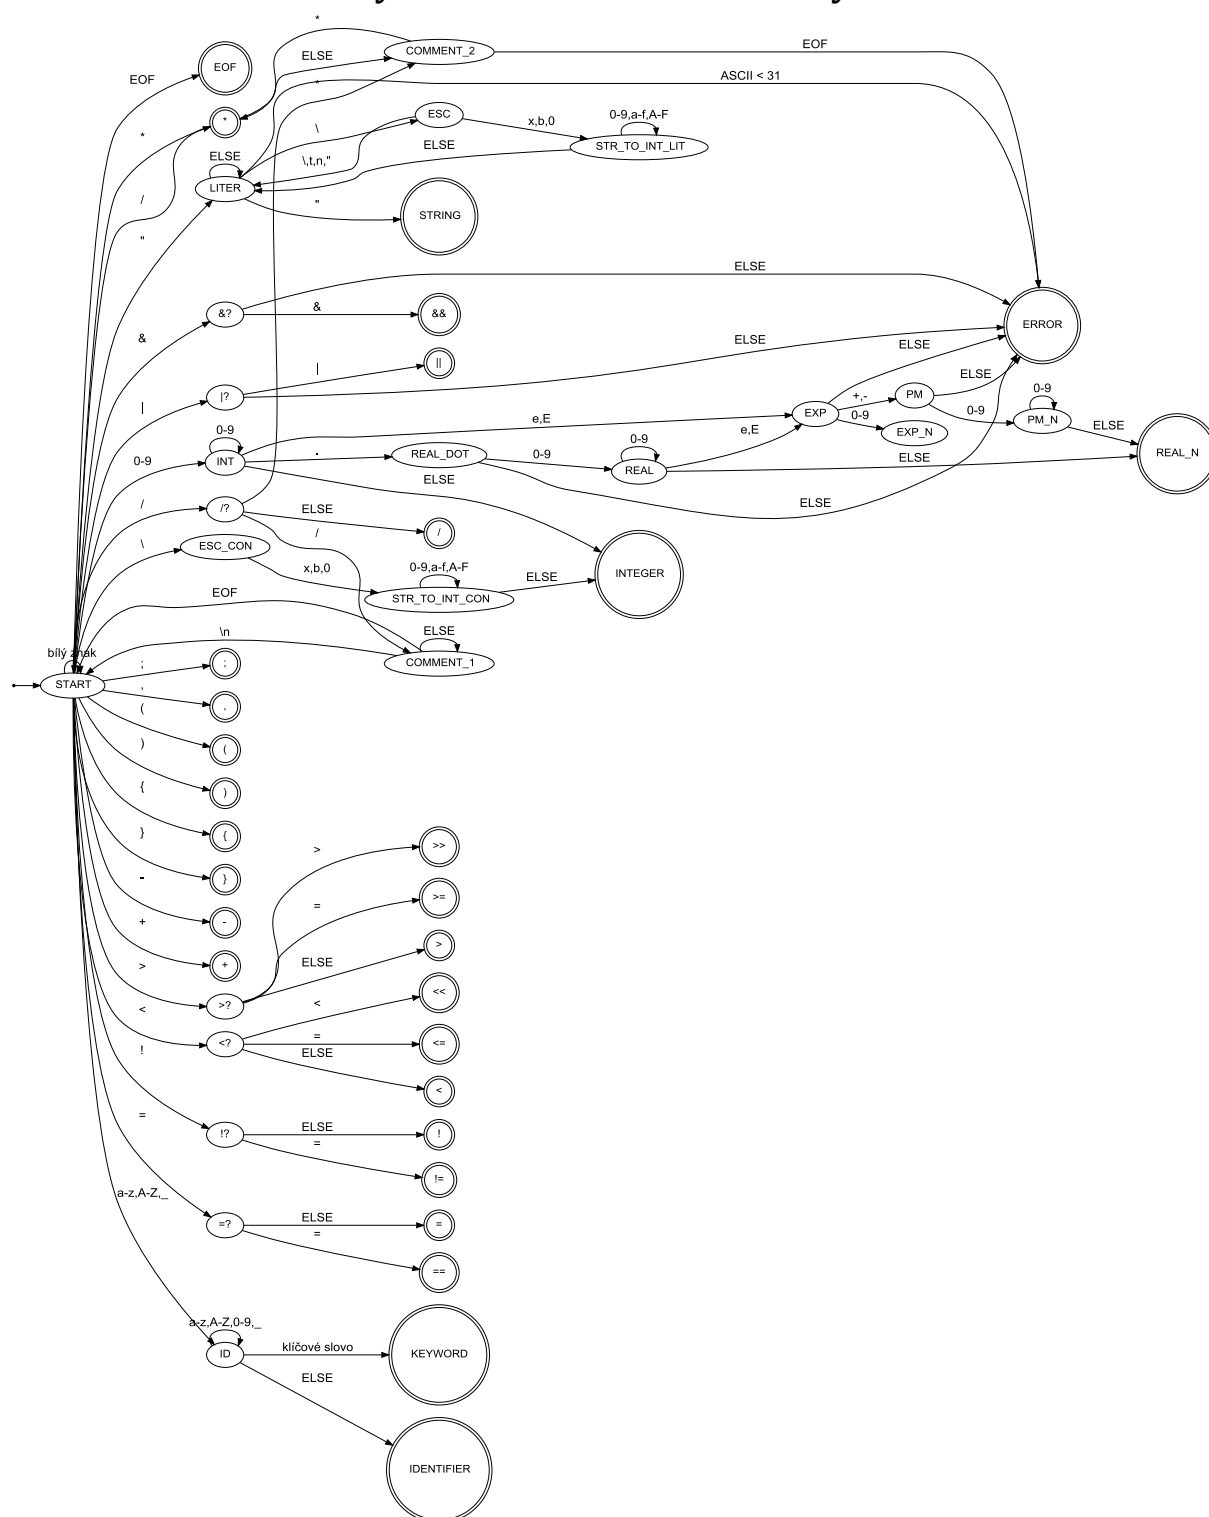 *
COMMENT_2
EOF
EOF
ELSE
EOF
*
ASCII < 31
*
*
\
ESC
x,b,0
0-9,a-f,A-F
STR_TO_INT_LIT
ELSE
ELSE
\,t,n,"
LITER
/
"
STRING
"
ELSE
&?
&
&&
ERROR
&
ELSE
ELSE
|
||
|?
|
ELSE
+,-
PM
0-9
EXP
0-9
0-9
PM_N
ELSE
e,E
e,E
EXP_N
0-9
INT
.
REAL_DOT
0-9
0-9
REAL
ELSE
REAL_N
0-9
ELSE
ELSE
/
/?
ELSE
/
/
\
ESC_CON
x,b,0
0-9,a-f,A-F
STR_TO_INT_CON
ELSE
INTEGER
EOF
\n
ELSE
COMMENT_1
bílý znak
START
;
;
,
,
(
(
)
)
{
{
}
}
-
-
+
+
>
>?
>
>>
=
>=
ELSE
>
<
<?
<
<<
=
<=
ELSE
<
!
!?
ELSE
!
=
!=
=
=?
ELSE
=
=
==
a-z,A-Z,_
a-z,A-Z,0-9,_
ID
klíčové slovo
KEYWORD
ELSE
IDENTIFIER